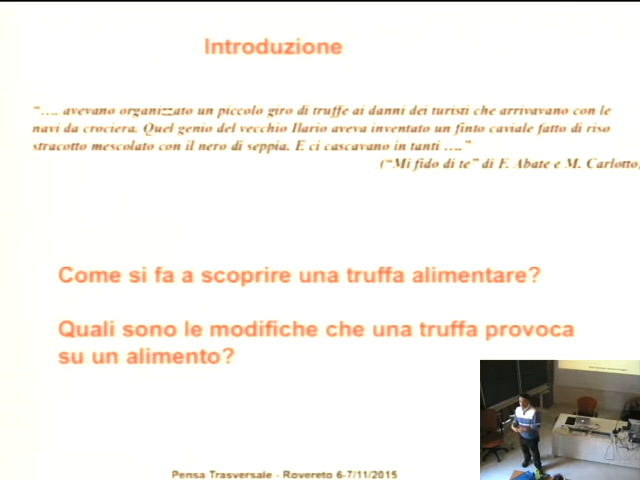 Introduzione
“…. avevano organizzato un piccolo giro di truffe ai danni dei turisti che arrivavano con le
navi da crociera. Quel genio del vecchio Ilario aveva inventato un finto caviale fatto di riso
stracotto mescolato con il nero di seppia. E ci cascavano in tanti ….”
(“Mi fido di te” di F. Abate e M. Carlotto,
Come si fa a scoprire una truffa alimentare?
Quali sono le modifiche che una truffa provoca
su un alimento?
Pensa Trasversale - Rovereto 6-7/11/2015